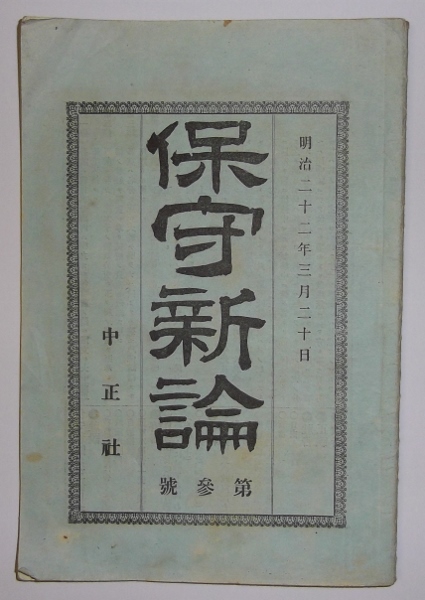 明治二十二年三月二十日
保守新論
第參號
中正社